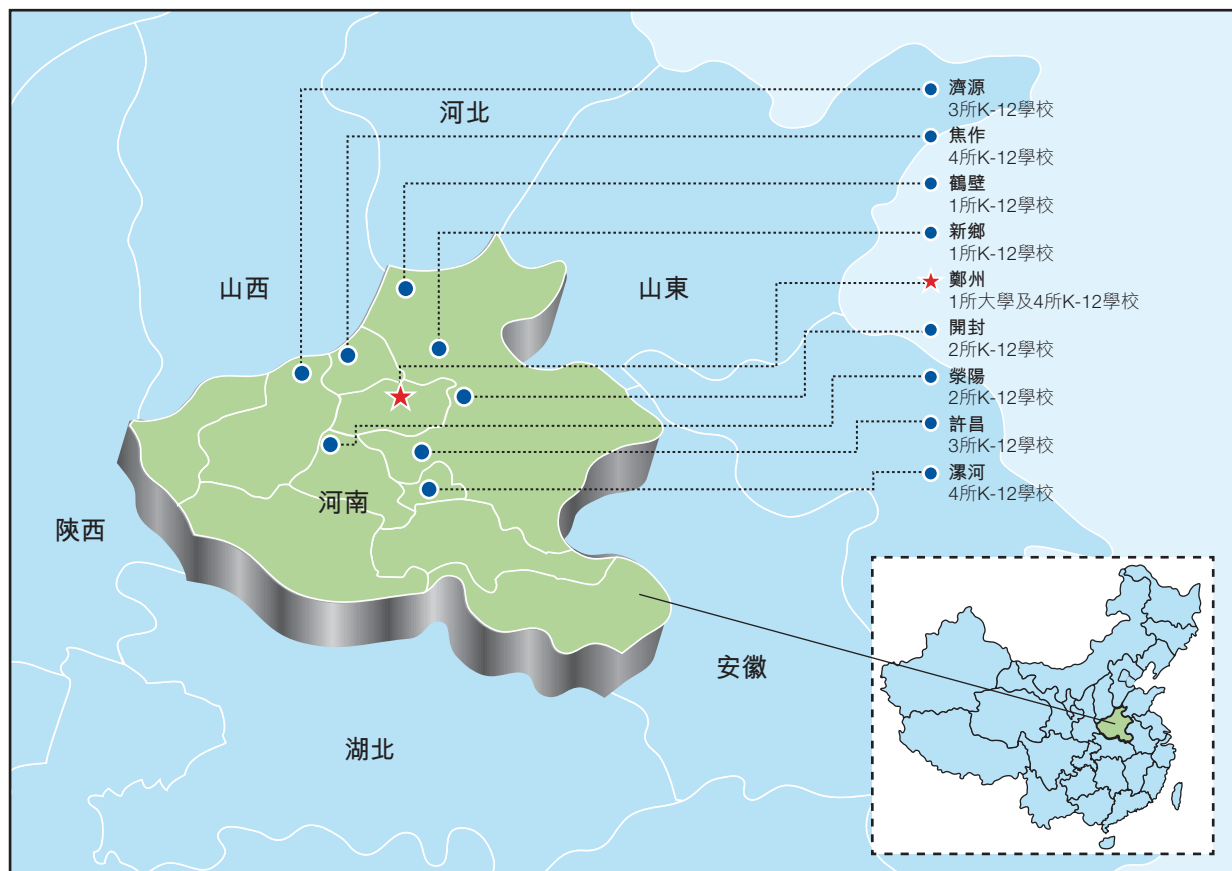 河北
山西
山東
河南
陝西
安徽
湖北
濟源
3所K-12學校
焦作
4所K-12學校
鶴壁
1所K-12學校
新鄉
1所K-12學校
鄭州
1所大學及4所K-12學校
開封
2所K-12學校
滎陽
2所K-12學校
許昌
3所K-12學校
漯河
4所K-12學校